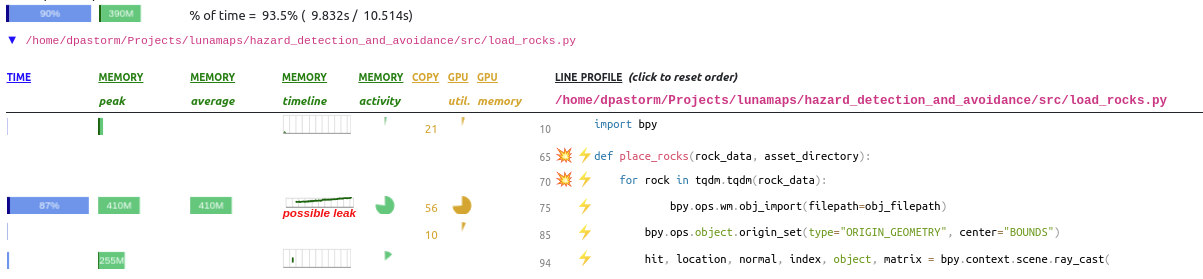 90% 390M % of time = 93.5% ( 9.832s / 10.514s)
▼ /home/dpastorm/Projects/lunamaps/hazard_detection_and_avoidance/src/load_rocks.py
TIME MEMORY MEMORY MEMORY MEMORY COPY GPU GPU LINE PROFILE (click to reset order)
peak average timeline activity util. memory /home/dpastorm/Projects/lunamaps/hazard_detection_and_avoidance/src/load_rocks.py
21 10 import bpy
65 💥 ⚡ def place_rocks(rock_data, asset_directory):
70 💥 ⚡ for rock in tqdm.tqdm(rock_data):
87% 410M 410M 56 75 ⚡ bpy.ops.wm.obj_import(filepath=obj_filepath)
possible leak
10 85 ⚡ bpy.ops.object.origin_set(type="ORIGIN_GEOMETRY", center="BOUNDS")
255M 94 ⚡ hit, location, normal, index, object, matrix = bpy.context.scene.ray_cast(